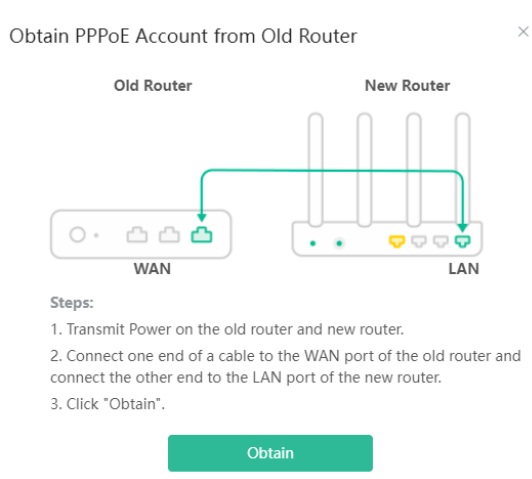 Obtain PPPoE Account from Old Router
Old Router
New Router
WAN
LAN
Steps:
1. Transmit Power on the old router and new router.
2. Connect one end of a cable to the WAN port of the old router and
connect the other end to the LAN port of the new router.
3. Click "Obtain".
Obtain